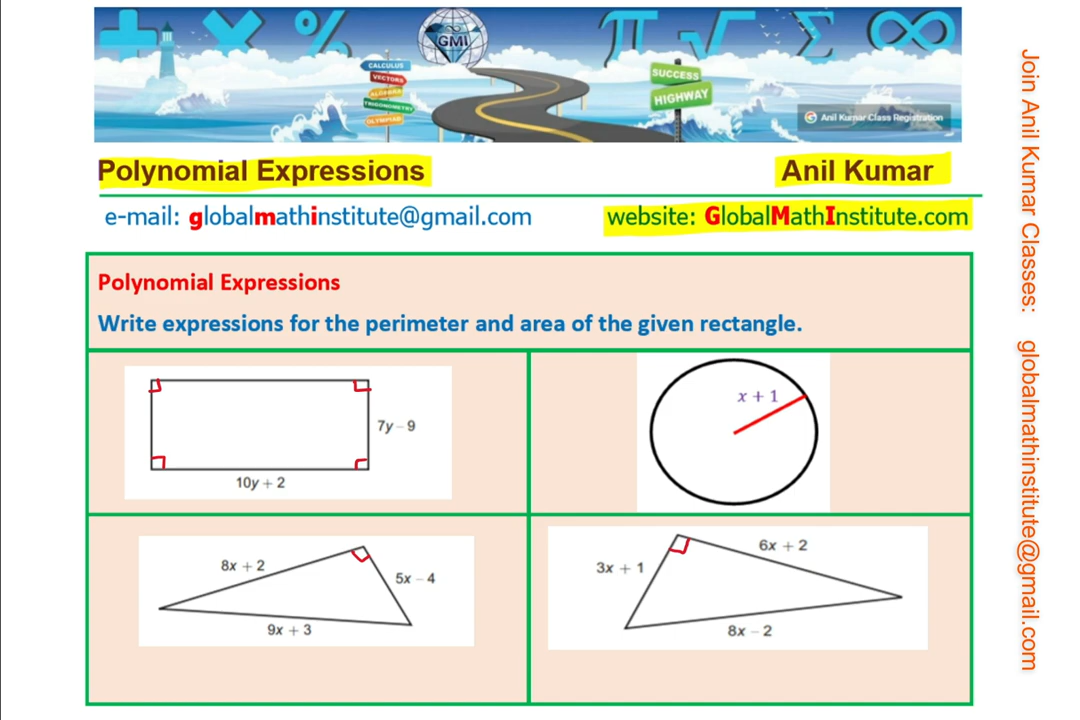 GMI
CALCULUS
VECTORS
ALGEBRA
TRIGONOMETRY
OLYMPIAD
SUCCESS
HIGHWAY
G Anil Kumar Class Registration
Polynomial Expressions
Anil Kumar
e-mail: globalmathinstitute@gmail.com
website: GlobalMathInstitute.com
Polynomial Expressions
Write expressions for the perimeter and area of the given rectangle.
7y – 9
10y + 2
x + 1
8x + 2
5x – 4
9x + 3
6x + 2
3x + 1
8x – 2
Join Anil Kumar Classes: globalmathinstitute@gmail.com